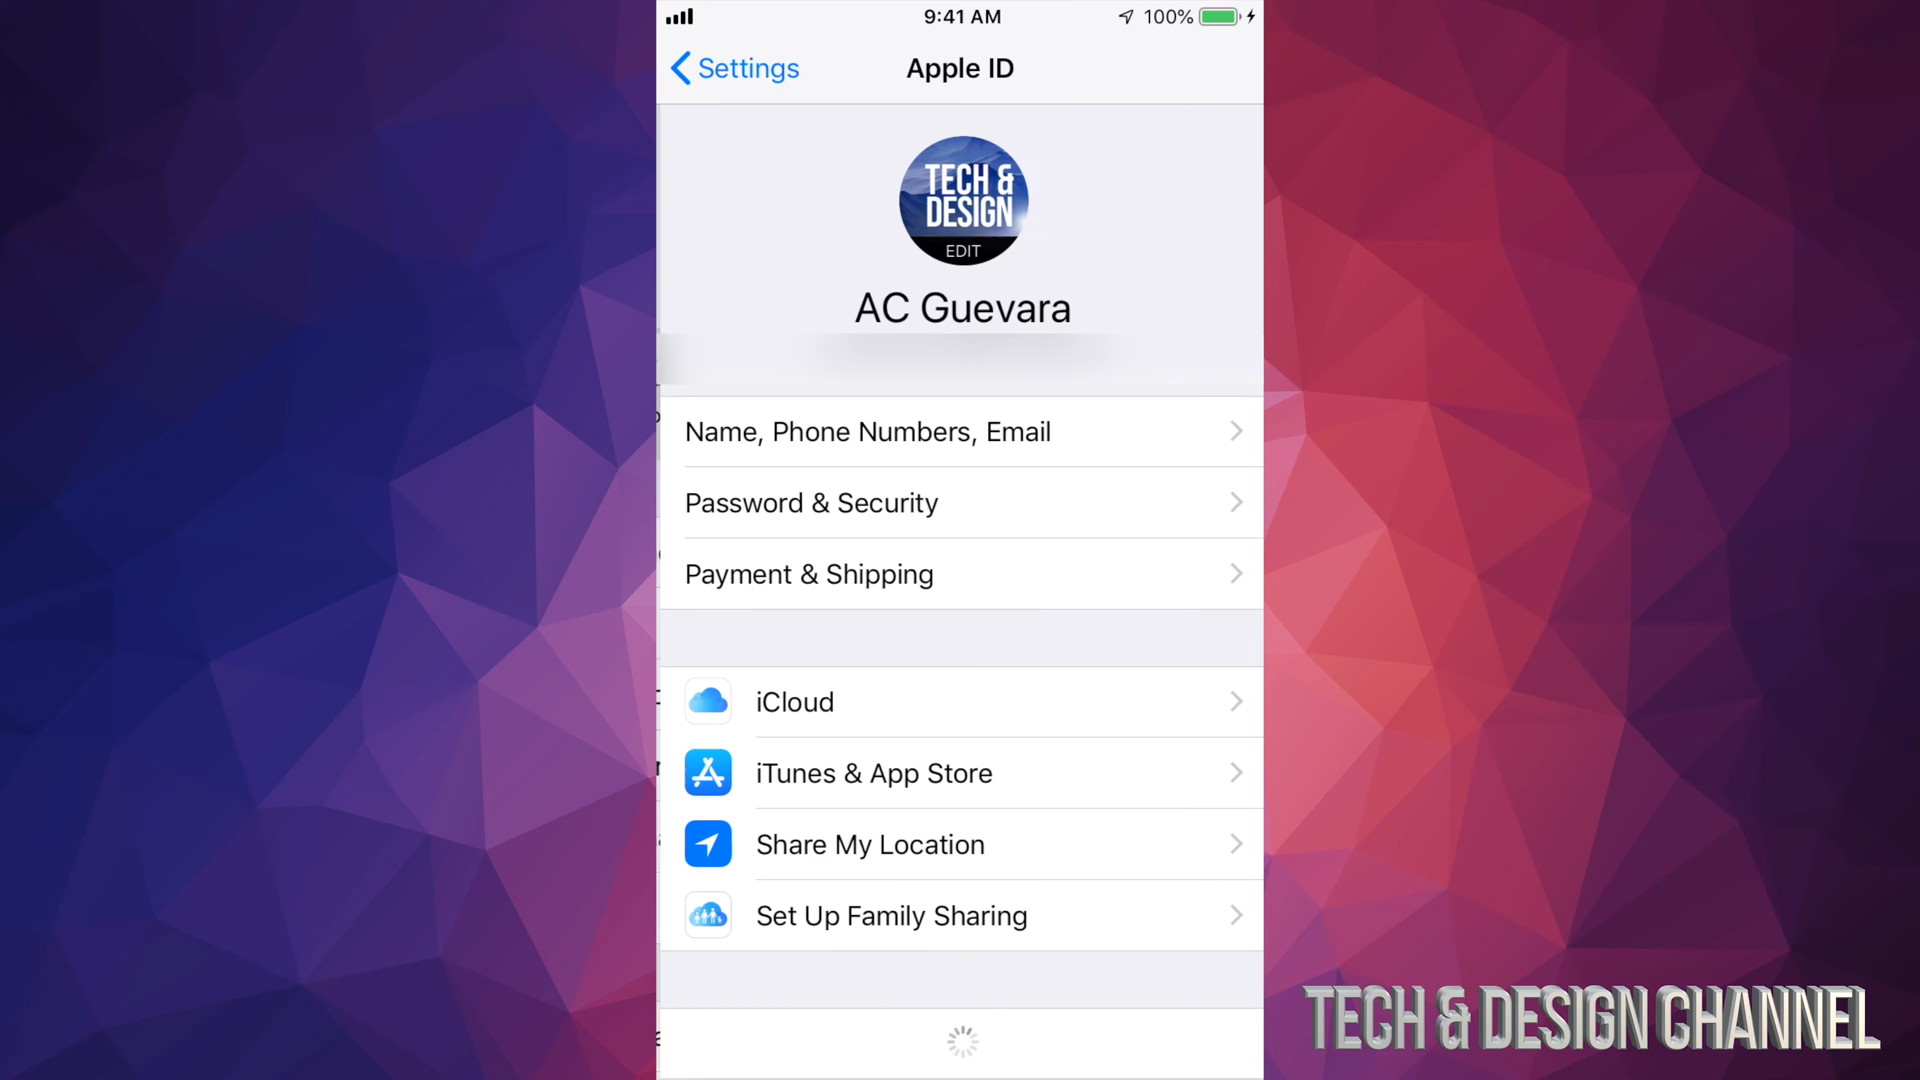 9:41 AM
100%
Settings
Apple ID
TECH &
DESIGN
EDIT
AC Guevara
Name, Phone Numbers, Email
Password & Security
Payment & Shipping
iCloud
iTunes & App Store
Share My Location
Set Up Family Sharing
TECH & DESIGN CHANNEL